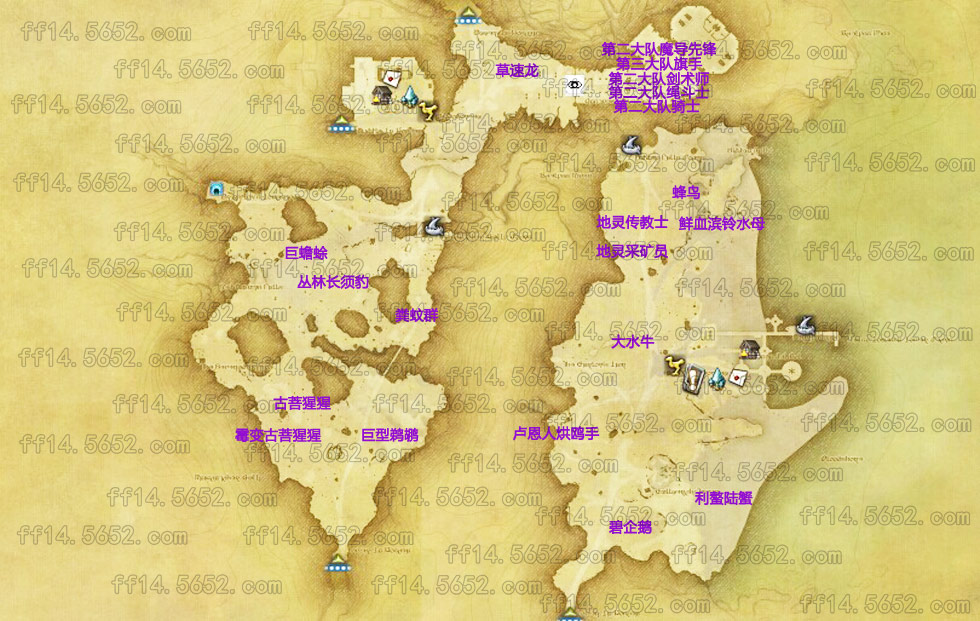 ff14.5652.com
第二大队魔导先锋
第三大队旗手
第二大队剑术师
第二大队绳斗士
第二大队骑士
草速龙
蜂鸟
地灵传教士
鲜血滨铃水母
地灵采矿员
巨蟾蜍
丛林长须豹
粪蚊群
大水牛
古菩猩猩
霉变古菩猩猩
巨型鹈鹕
卢恩人烘鸥手
利螯陆蟹
碧企鹅